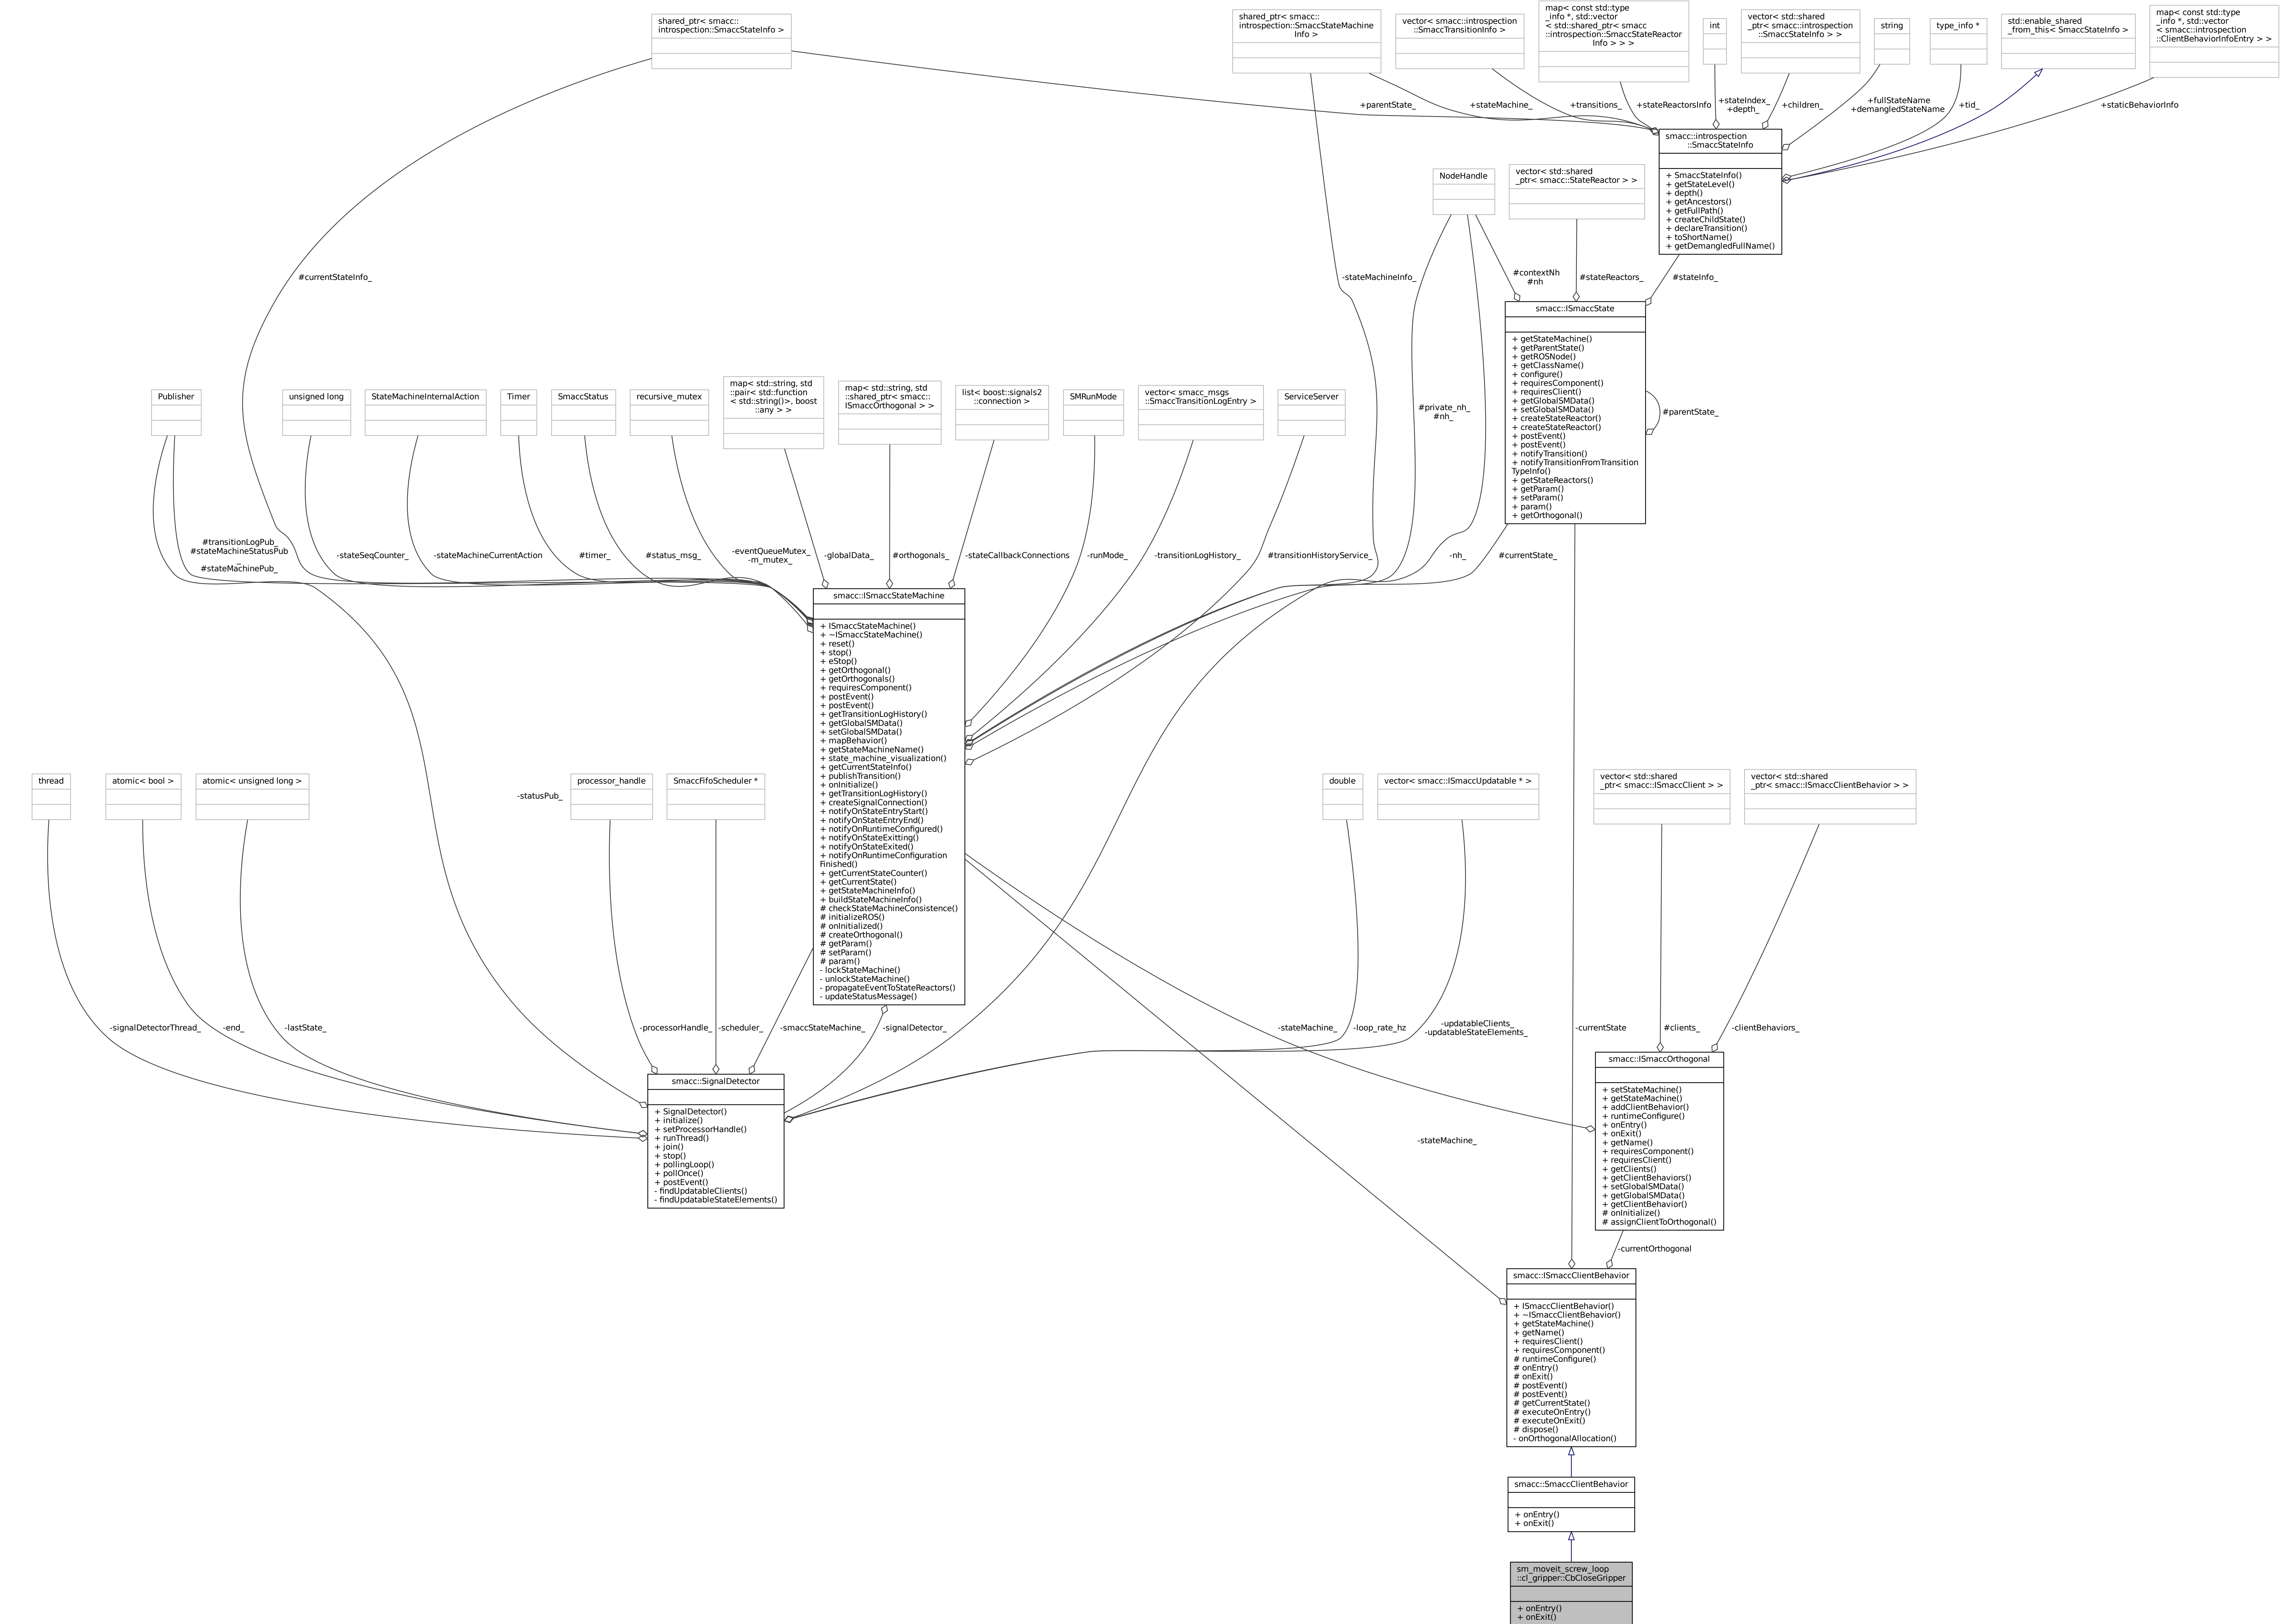 shared_ptr< smacc::
introspection::SmaccStateInfo >
shared_ptr< smacc::
introspection::SmaccStateMachine
Info >
vector< smacc::introspection
::SmaccTransitionInfo >
map< const std::type
_info *, std::vector
< std::shared_ptr< smacc
::introspection::SmaccStateReactor
Info > > >
int
vector< std::shared
_ptr< smacc::introspection
::SmaccStateInfo > >
string
type_info *
std::enable_shared
_from_this< SmaccStateInfo >
map< const std::type
_info *, std::vector
< smacc::introspection
::ClientBehaviorInfoEntry > >
+parentState_
+stateMachine_
+transitions_
+stateReactorsInfo
+stateIndex_
+depth_
+children_
+fullStateName
+demangledStateName
+tid_
+staticBehaviorInfo
smacc::introspection
::SmaccStateInfo
+ SmaccStateInfo()
+ getStateLevel()
+ depth()
+ getAncestors()
+ getFullPath()
+ createChildState()
+ declareTransition()
+ toShortName()
+ getDemangledFullName()
NodeHandle
vector< std::shared
_ptr< smacc::StateReactor > >
#currentStateInfo_
-stateMachineInfo_
#contextNh
#nh
#stateReactors_
#stateInfo_
smacc::ISmaccState
+ getStateMachine()
+ getParentState()
+ getROSNode()
+ getClassName()
+ configure()
+ requiresComponent()
+ requiresClient()
+ getGlobalSMData()
+ setGlobalSMData()
+ createStateReactor()
+ createStateReactor()
+ postEvent()
+ postEvent()
+ notifyTransition()
+ notifyTransitionFromTransition
TypeInfo()
+ getStateReactors()
+ getParam()
+ setParam()
+ param()
+ getOrthogonal()
#parentState_
#private_nh_
#nh_
Publisher
unsigned long
StateMachineInternalAction
Timer
SmaccStatus
recursive_mutex
map< std::string, std
::pair< std::function
< std::string()>, boost
::any > >
map< std::string, std
::shared_ptr< smacc::
ISmaccOrthogonal > >
list< boost::signals2
::connection >
SMRunMode
vector< smacc_msgs
::SmaccTransitionLogEntry >
ServiceServer
#transitionLogPub_
#stateMachineStatusPub
_
#stateMachinePub_
-stateSeqCounter_
-stateMachineCurrentAction
#timer_
#status_msg_
-eventQueueMutex_
-m_mutex_
-globalData_
#orthogonals_
-stateCallbackConnections
-runMode_
-transitionLogHistory_
#transitionHistoryService_
-nh_
#currentState_
smacc::ISmaccStateMachine
+ ISmaccStateMachine()
+ ~ISmaccStateMachine()
+ reset()
+ stop()
+ eStop()
+ getOrthogonal()
+ getOrthogonals()
+ requiresComponent()
+ postEvent()
+ postEvent()
+ getTransitionLogHistory()
+ getGlobalSMData()
+ setGlobalSMData()
+ mapBehavior()
+ getStateMachineName()
+ state_machine_visualization()
+ getCurrentStateInfo()
+ publishTransition()
+ onInitialize()
+ getTransitionLogHistory()
+ createSignalConnection()
+ notifyOnStateEntryStart()
+ notifyOnStateEntryEnd()
+ notifyOnRuntimeConfigured()
+ notifyOnStateExitting()
+ notifyOnStateExited()
+ notifyOnRuntimeConfiguration
Finished()
+ getCurrentStateCounter()
+ getCurrentState()
+ getStateMachineInfo()
+ buildStateMachineInfo()
# checkStateMachineConsistence()
# initializeROS()
# onInitialized()
# createOrthogonal()
# getParam()
# setParam()
# param()
- lockStateMachine()
- unlockStateMachine()
- propagateEventToStateReactors()
- updateStatusMessage()
thread
atomic< bool >
atomic< unsigned long >
-statusPub_
processor_handle
SmaccFifoScheduler *
double
vector< smacc::ISmaccUpdatable * >
vector< std::shared
_ptr< smacc::ISmaccClient > >
vector< std::shared
_ptr< smacc::ISmaccClientBehavior > >
-signalDetectorThread_
-end_
-lastState_
-processorHandle_
-scheduler_
-smaccStateMachine_
-signalDetector_
-stateMachine_
-loop_rate_hz
-updatableClients_
-updatableStateElements_
-currentState
#clients_
-clientBehaviors_
smacc::SignalDetector
+ SignalDetector()
+ initialize()
+ setProcessorHandle()
+ runThread()
+ join()
+ stop()
+ pollingLoop()
+ pollOnce()
+ postEvent()
- findUpdatableClients()
- findUpdatableStateElements()
-stateMachine_
smacc::ISmaccOrthogonal
+ setStateMachine()
+ getStateMachine()
+ addClientBehavior()
+ runtimeConfigure()
+ onEntry()
+ onExit()
+ getName()
+ requiresComponent()
+ requiresClient()
+ getClients()
+ getClientBehaviors()
+ setGlobalSMData()
+ getGlobalSMData()
+ getClientBehavior()
# onInitialize()
# assignClientToOrthogonal()
-currentOrthogonal
smacc::ISmaccClientBehavior
+ ISmaccClientBehavior()
+ ~ISmaccClientBehavior()
+ getStateMachine()
+ getName()
+ requiresClient()
+ requiresComponent()
# runtimeConfigure()
# onEntry()
# onExit()
# postEvent()
# postEvent()
# getCurrentState()
# executeOnEntry()
# executeOnExit()
# dispose()
- onOrthogonalAllocation()
smacc::SmaccClientBehavior
+ onEntry()
+ onExit()
sm_moveit_screw_loop
::cl_gripper::CbCloseGripper
+ onEntry()
+ onExit()